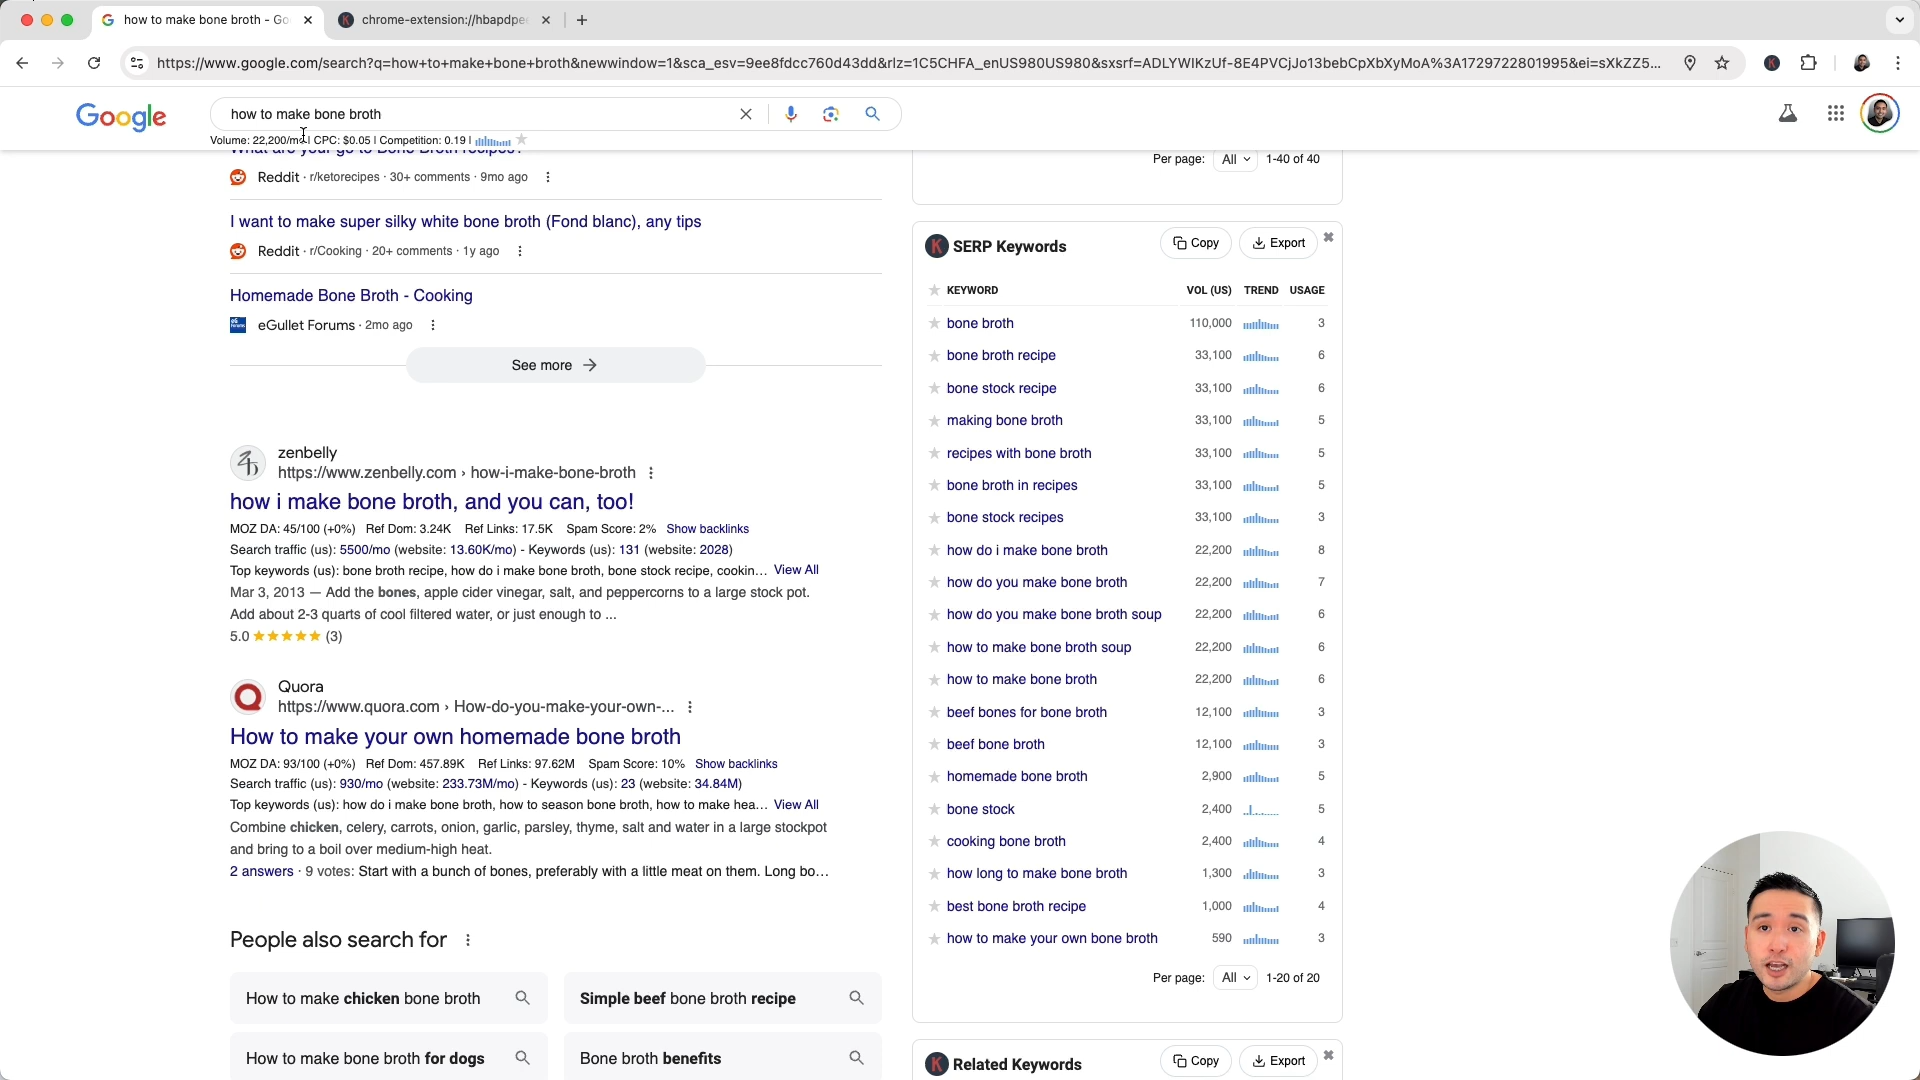 how to make bone broth - Go
chrome-extension://hbapdpe
https://www.google.com/search?q=how+to+make+bone+broth&newwindow=1&sca_esv=9ee8fdcc760d43dd&rlz=1C5CHFA_enUS980US980&sxsrf=ADLYWIKzUf-8E4PVCjJo13bebCpXbXyMoA%3A1729722801995&ei=sXkZZ5...
Google
how to make bone broth
Volume: 22,200/mo | CPC: $0.05 | Competition: 0.19 |
What are your go to Bone Broth recipes?
Reddit · r/ketorecipes · 30+ comments · 9mo ago
I want to make super silky white bone broth (Fond blanc), any tips
Reddit · r/Cooking · 20+ comments · 1y ago
Homemade Bone Broth - Cooking
eGullet Forums · 2mo ago
See more
zenbelly
https://www.zenbelly.com › how-i-make-bone-broth
how i make bone broth, and you can, too!
MOZ DA: 45/100 (+0%) Ref Dom: 3.24K Ref Links: 17.5K Spam Score: 2% Show backlinks
Search traffic (us): 5500/mo (website: 13.60K/mo) - Keywords (us): 131 (website: 2028)
Top keywords (us): bone broth recipe, how do i make bone broth, bone stock recipe, cookin... View All
Mar 3, 2013 — Add the bones, apple cider vinegar, salt, and peppercorns to a large stock pot.
Add about 2-3 quarts of cool filtered water, or just enough to ...
5.0 ★★★★★ (3)
Quora
https://www.quora.com › How-do-you-make-your-own-...
How to make your own homemade bone broth
MOZ DA: 93/100 (+0%) Ref Dom: 457.89K Ref Links: 97.62M Spam Score: 10% Show backlinks
Search traffic (us): 930/mo (website: 233.73M/mo) - Keywords (us): 23 (website: 34.84M)
Top keywords (us): how do i make bone broth, how to season bone broth, how to make hea... View All
Combine chicken, celery, carrots, onion, garlic, parsley, thyme, salt and water in a large stockpot
and bring to a boil over medium-high heat.
2 answers · 9 votes: Start with a bunch of bones, preferably with a little meat on them. Long bo...
People also search for
How to make chicken bone broth
Simple beef bone broth recipe
How to make bone broth for dogs
Bone broth benefits
Per page: All 1-40 of 40
SERP Keywords Copy Export
KEYWORD VOL (US) TREND USAGE
bone broth 110,000 3
bone broth recipe 33,100 6
bone stock recipe 33,100 6
making bone broth 33,100 5
recipes with bone broth 33,100 5
bone broth in recipes 33,100 5
bone stock recipes 33,100 3
how do i make bone broth 22,200 8
how do you make bone broth 22,200 7
how do you make bone broth soup 22,200 6
how to make bone broth soup 22,200 6
how to make bone broth 22,200 6
beef bones for bone broth 12,100 3
beef bone broth 12,100 3
homemade bone broth 2,900 5
bone stock 2,400 5
cooking bone broth 2,400 4
how long to make bone broth 1,300 3
best bone broth recipe 1,000 4
how to make your own bone broth 590 3
Per page: All 1-20 of 20
Related Keywords Copy Export